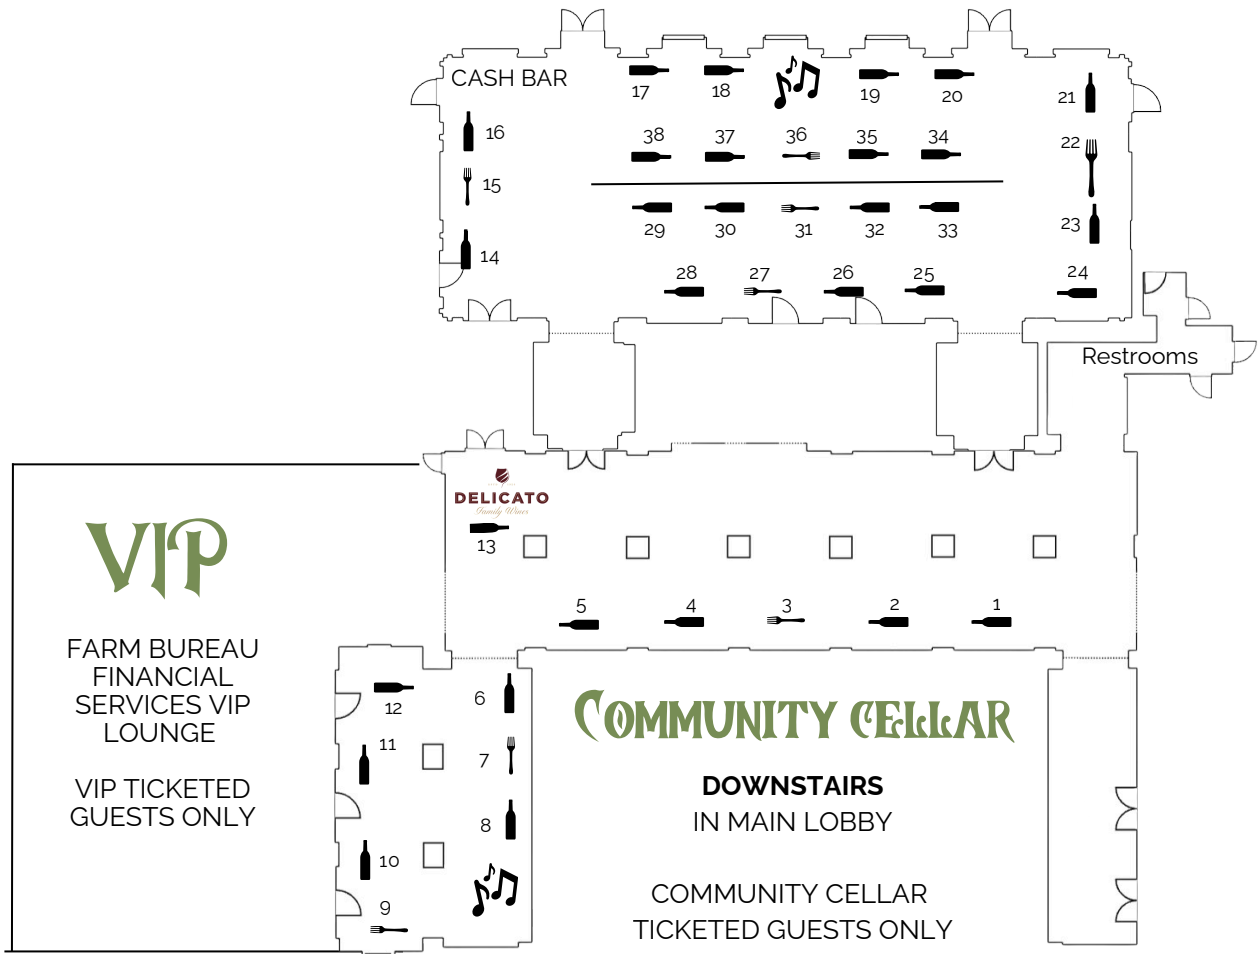 CASH BAR
17
18
19
20
21
16
38
37
36
35
34
22
15
29
30
31
32
33
23
14
28
27
26
25
24
Restrooms
DELICATO
Family Wines
13
VIP
FARM BUREAU
FINANCIAL
SERVICES VIP
LOUNGE
VIP TICKETED
GUESTS ONLY
5
4
3
2
1
6
12
11
7
8
10
9
COMMUNITY CELLAR
DOWNSTAIRS
IN MAIN LOBBY
COMMUNITY CELLAR
TICKETED GUESTS ONLY